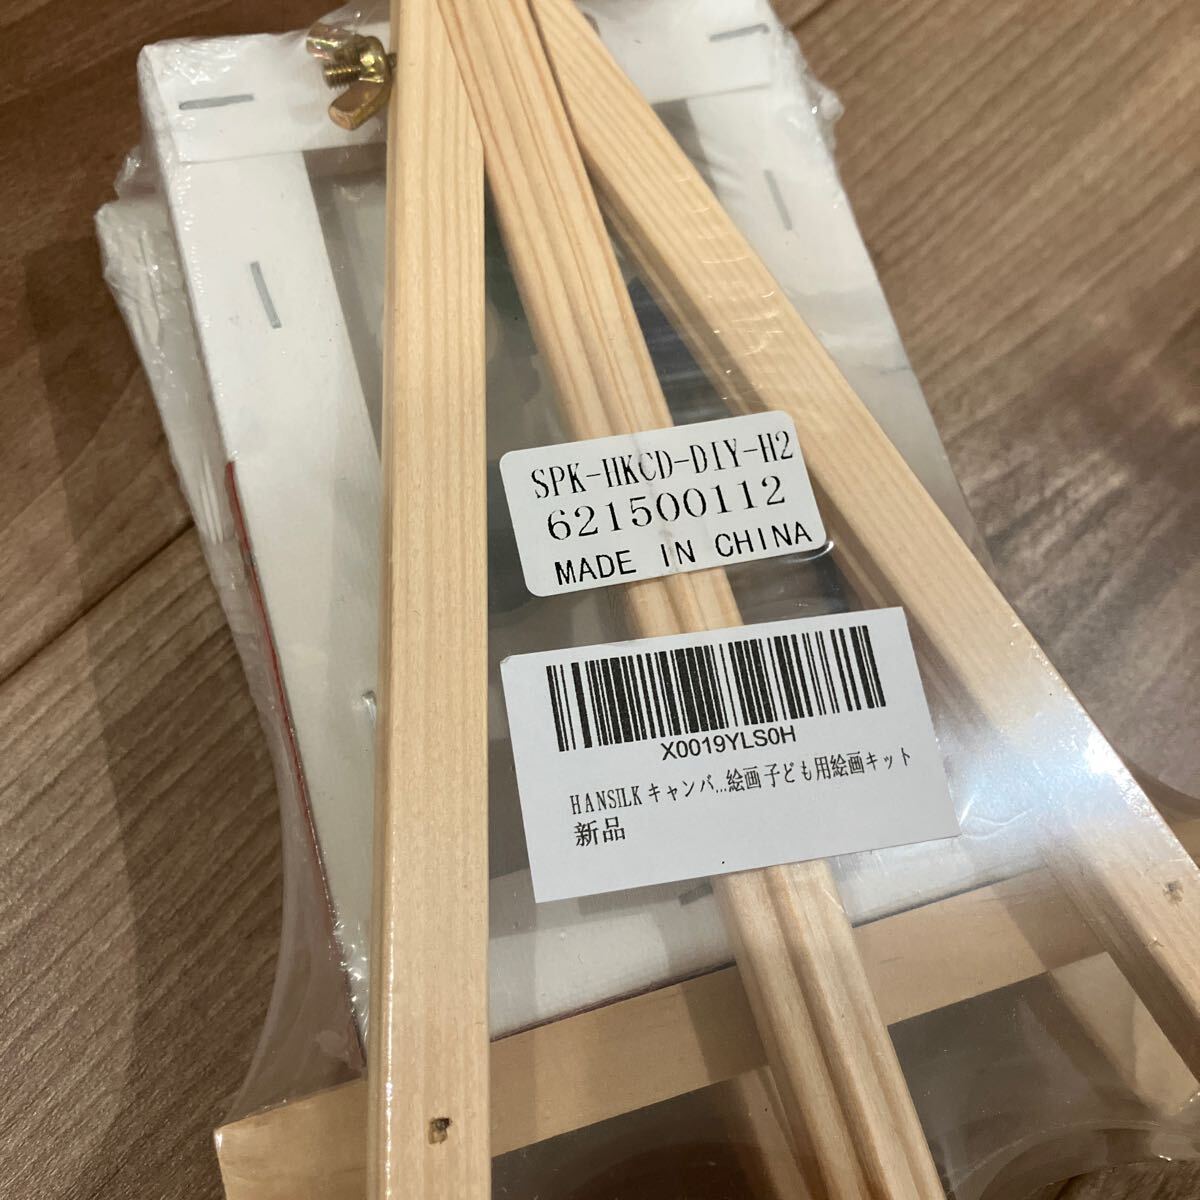 SPK-HKCD-DIY-H2
621500112
MADE IN CHINA
X0019YLS0H
HANSILK キャンバ...絵画 子ども用絵画キット
新品